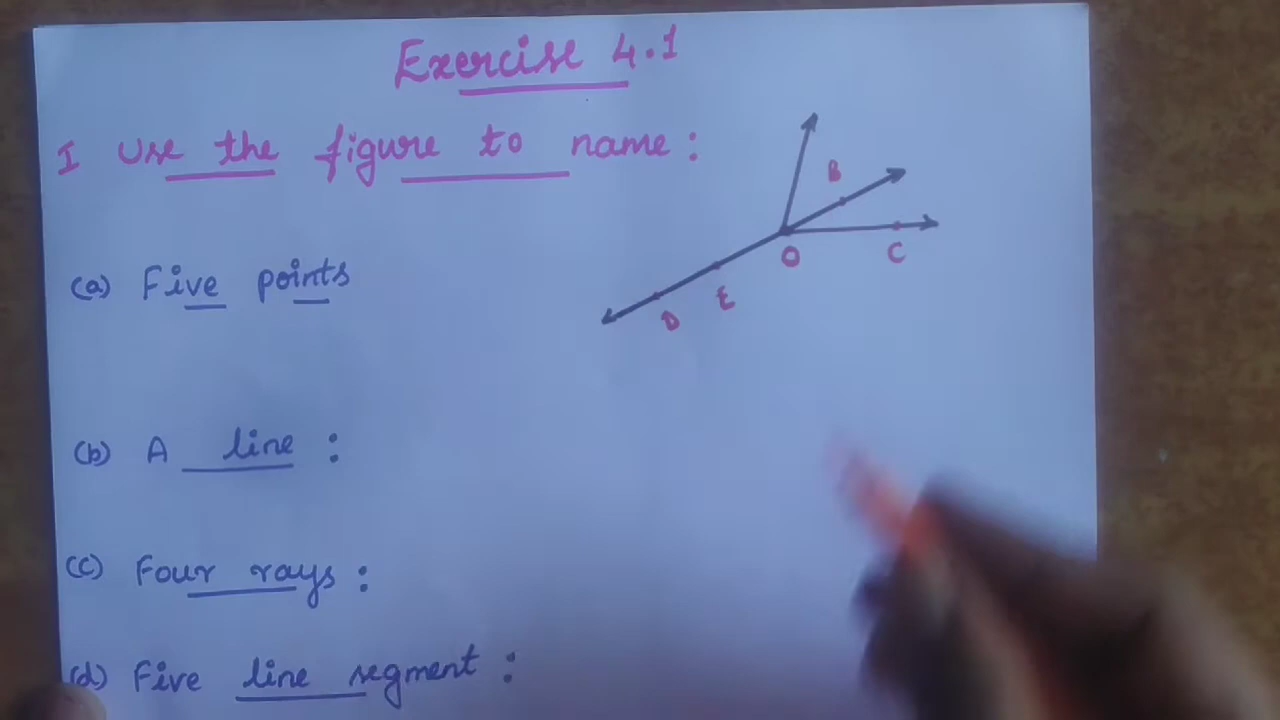 Exercise 4.1
I Use the figure to name:
B
O
C
E
D
(a) Five points
(b) A line :
(c) Four rays :
(d) Five line segment :